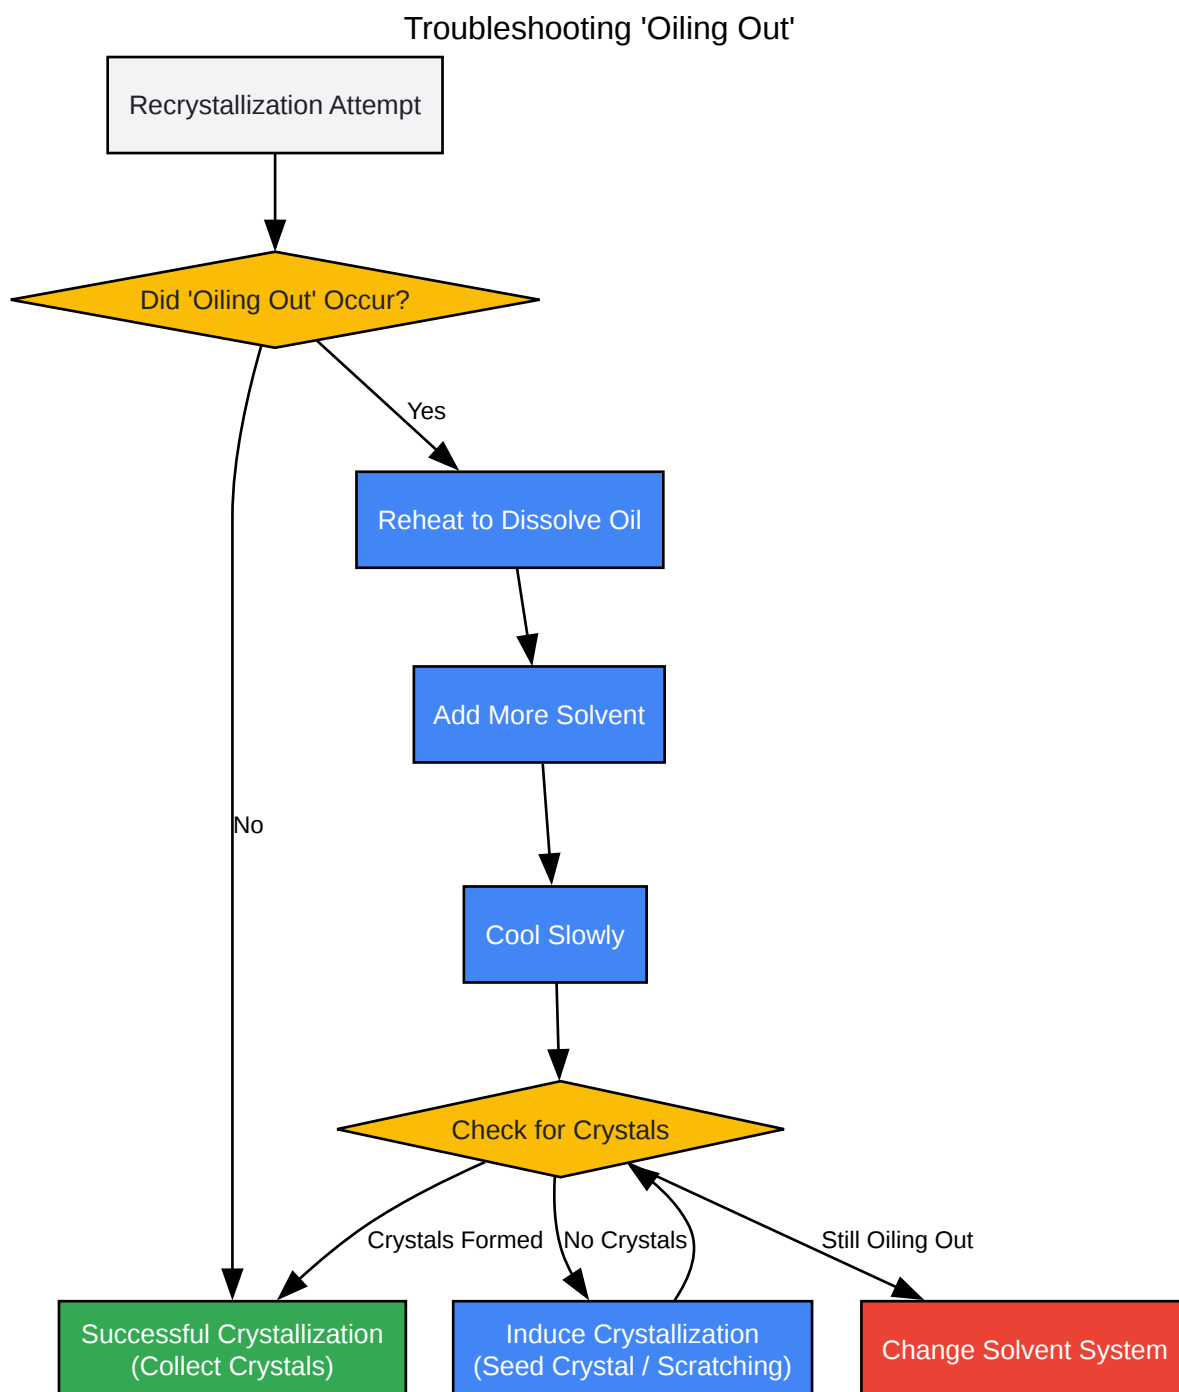 Troubleshooting 'Oiling Out'
Recrystallization Attempt
Did 'Oiling Out' Occur?
Yes
Reheat to Dissolve Oil
Add More Solvent
No
Cool Slowly
Check for Crystals
Crystals Formed
No Crystals
Still Oiling Out
Successful Crystallization
(Collect Crystals)
Induce Crystallization
(Seed Crystal / Scratching)
Change Solvent System